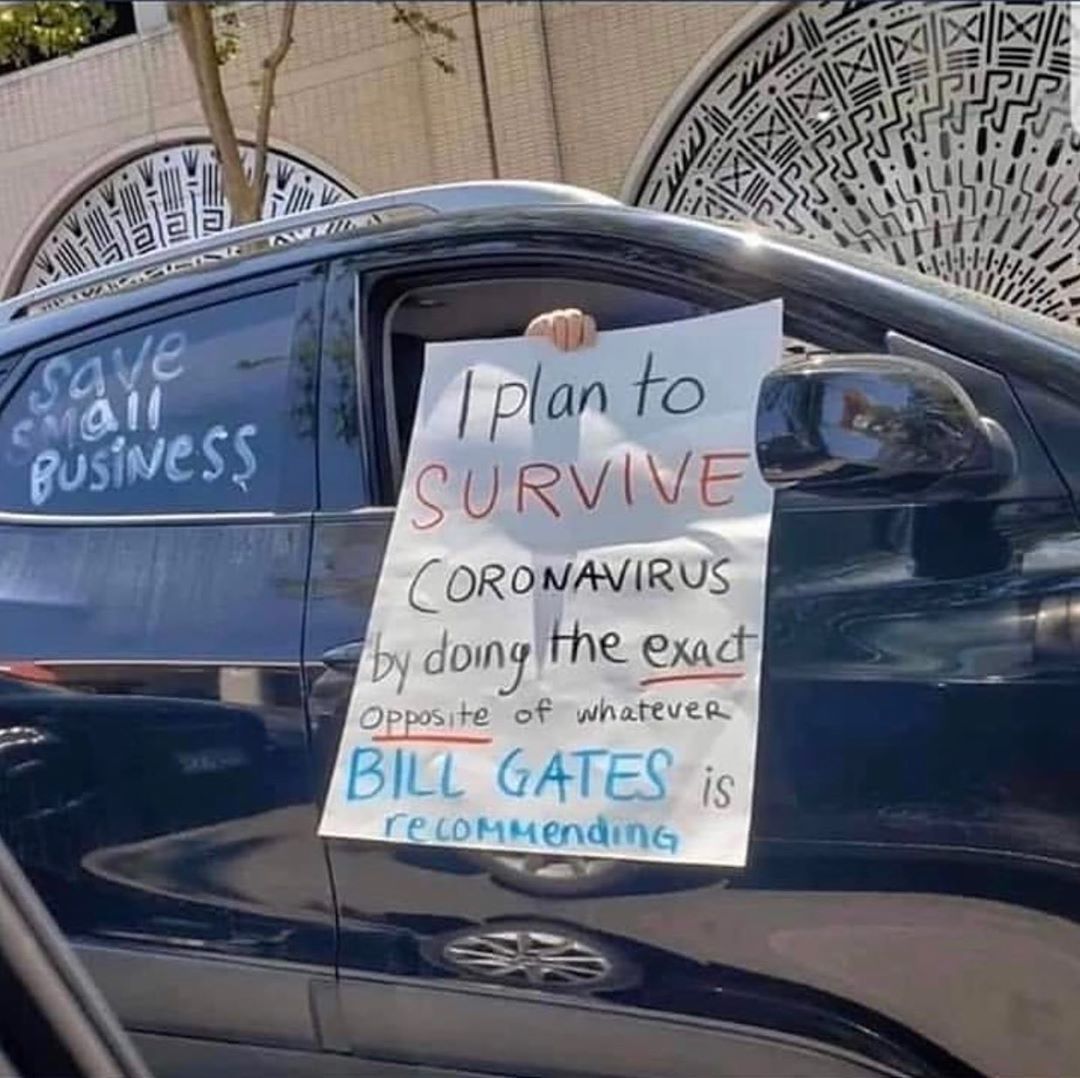 Save
small
BUSINESS
I plan to
SURVIVE
CORONAVIRUS
by doing the exact
opposite of whatever
BILL GATES is
recommending